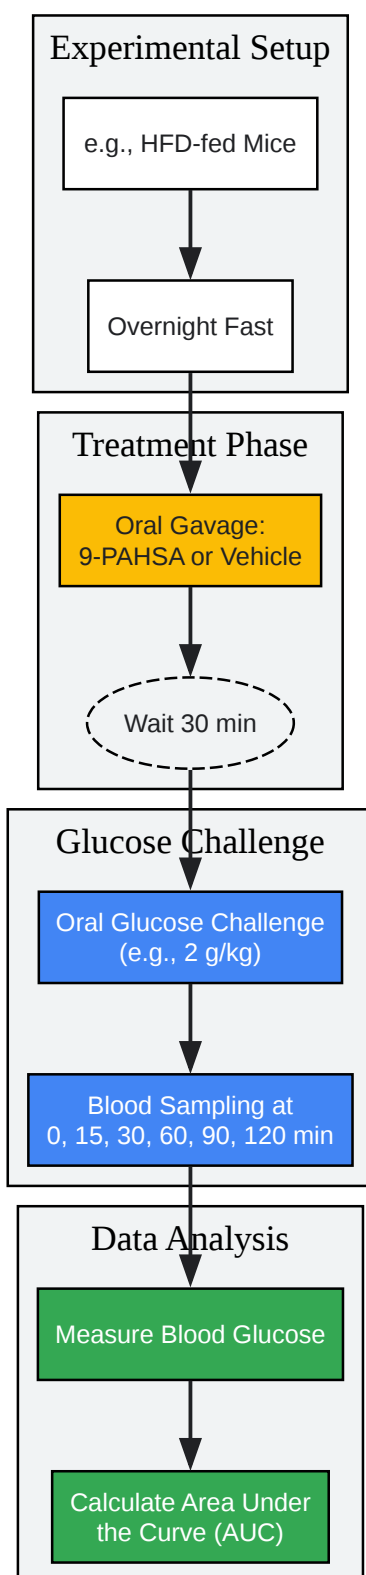 Experimental Setup
e.g., HFD-fed Mice
Overnight Fast
Treatment Phase
Oral Gavage:
9-PAHSA or Vehicle
Wait 30 min
Glucose Challenge
Oral Glucose Challenge
(e.g., 2 g/kg)
Blood Sampling at
0, 15, 30, 60, 90, 120 min
Data Analysis
Measure Blood Glucose
Calculate Area Under
the Curve (AUC)